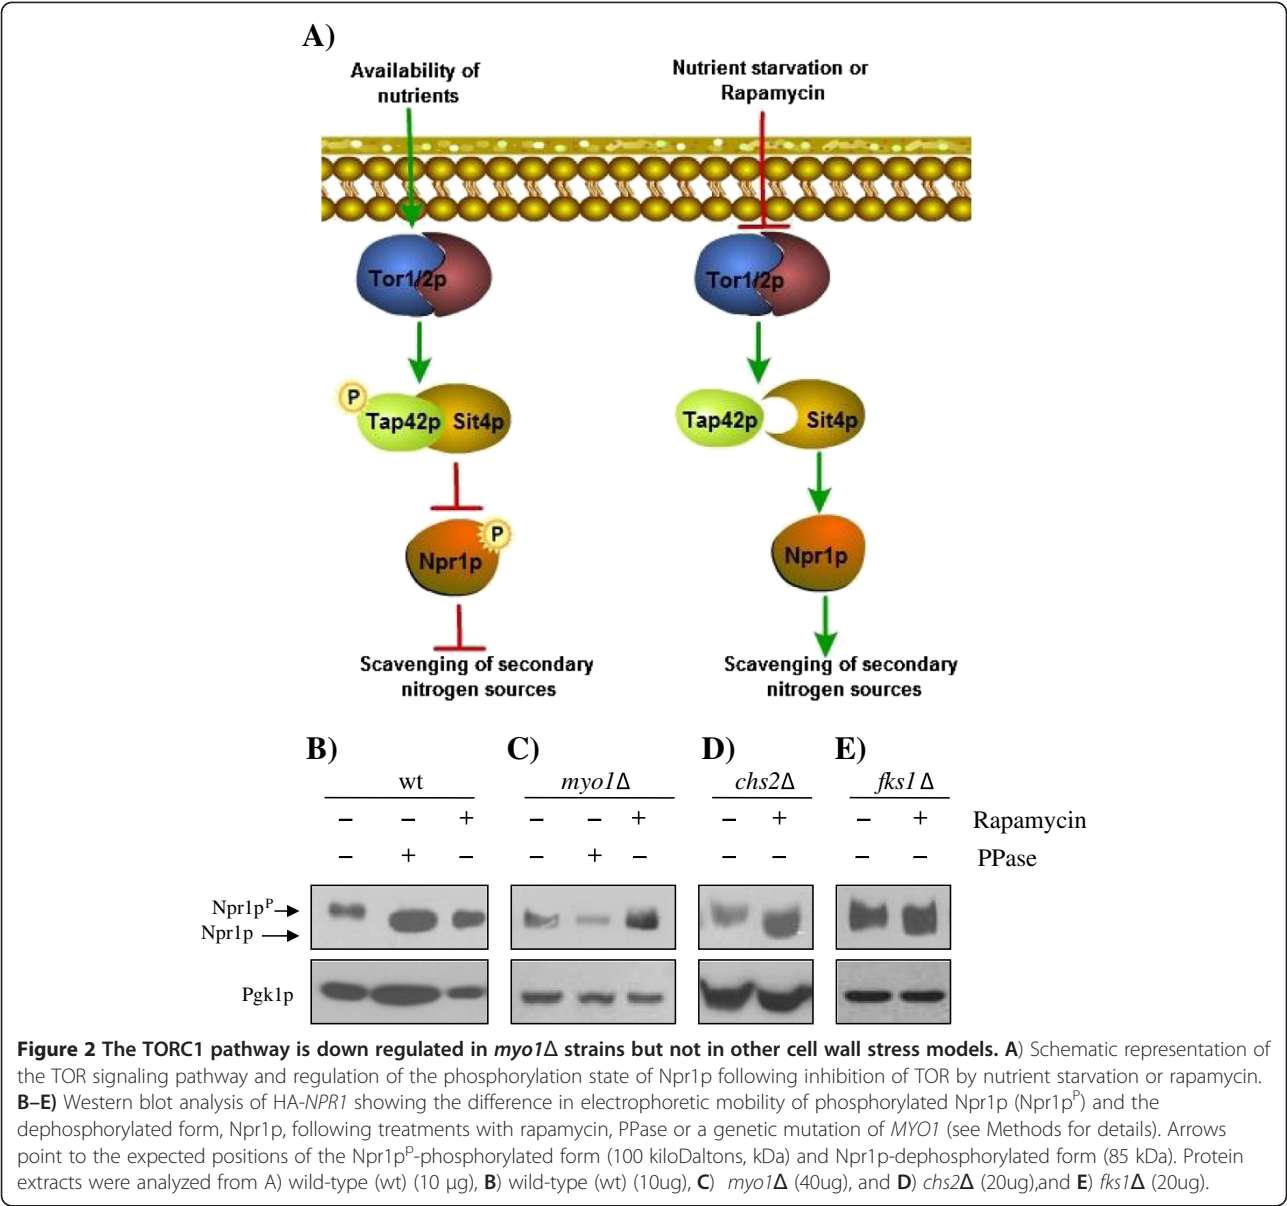 A)
Availability of
nutrients
Nutrient starvation or
Rapamycin
Tor1/2p
Tor1/2p
P
Tap42p
Sit4p
Tap42p
Sit4p
P
Npr1p
Npr1p
Scavenging of secondary
nitrogen sources
Scavenging of secondary
nitrogen sources
B)
C)
D)
E)
wt
myo1Δ
chs2Δ
fks1Δ
− − + − − + − + − + Rapamycin
− + − − + − − − − − PPase
Npr1pᴾ
Npr1p
Pgk1p
Figure 2 The TORC1 pathway is down regulated in myo1Δ strains but not in other cell wall stress models. A) Schematic representation of
the TOR signaling pathway and regulation of the phosphorylation state of Npr1p following inhibition of TOR by nutrient starvation or rapamycin.
B–E) Western blot analysis of HA-NPR1 showing the difference in electrophoretic mobility of phosphorylated Npr1p (Npr1pᴾ) and the
dephosphorylated form, Npr1p, following treatments with rapamycin, PPase or a genetic mutation of MYO1 (see Methods for details). Arrows
point to the expected positions of the Npr1pᴾ-phosphorylated form (100 kiloDaltons, kDa) and Npr1p-dephosphorylated form (85 kDa). Protein
extracts were analyzed from A) wild-type (wt) (10 μg), B) wild-type (wt) (10ug), C) myo1Δ (40ug), and D) chs2Δ (20ug),and E) fks1Δ (20ug).